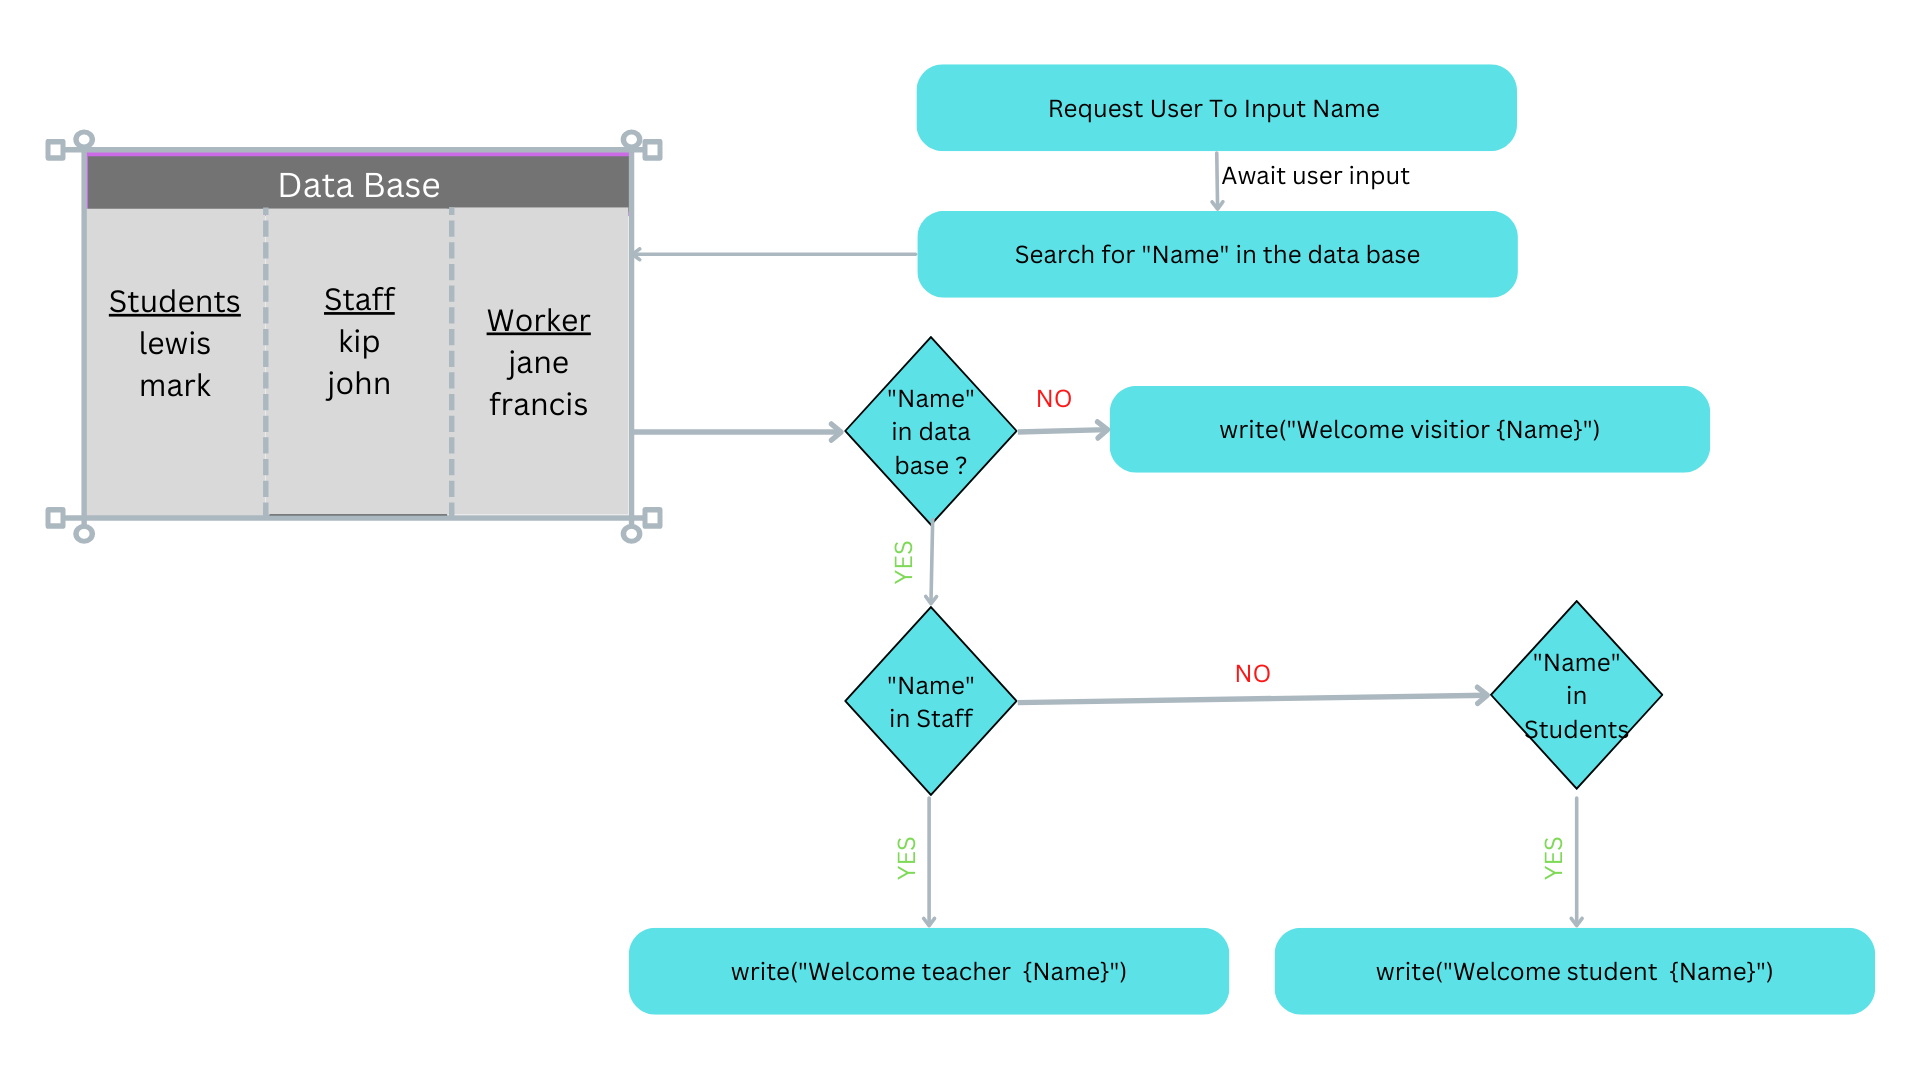 Request User To Input Name
Await user input
Search for "Name" in the data base
Data Base
Students
lewis
mark
Staff
kip
john
Worker
jane
francis
"Name"
in data
base ?
NO
write("Welcome visitior {Name}")
YES
"Name"
in Staff
NO
"Name"
in
Students
YES
YES
write("Welcome teacher  {Name}")
write("Welcome student  {Name}")